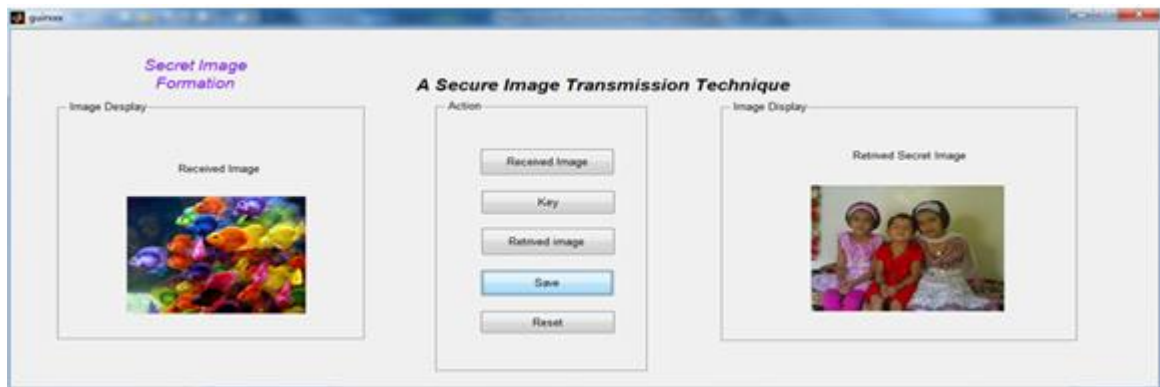 guirxxx
Secret Image
Formation
A Secure Image Transmission Technique
Image Desplay
Received Image
Action
Received Image
Key
Retrived image
Save
Reset
Image Display
Retrived Secret Image